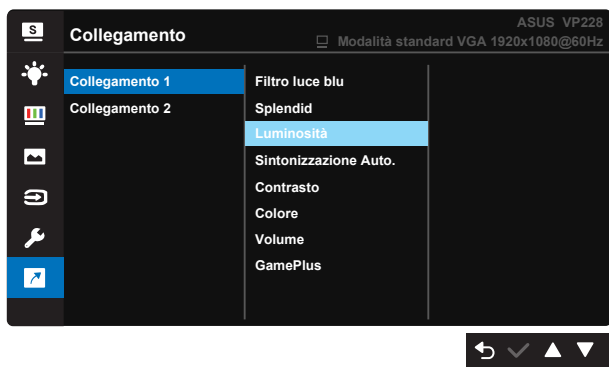 S
Collegamento
ASUS VP228
Modalità standard VGA 1920x1080@60Hz
Collegamento 1
Collegamento 2
Filtro luce blu
Splendid
Luminosità
Sintonizzazione Auto.
Contrasto
Colore
Volume
GamePlus